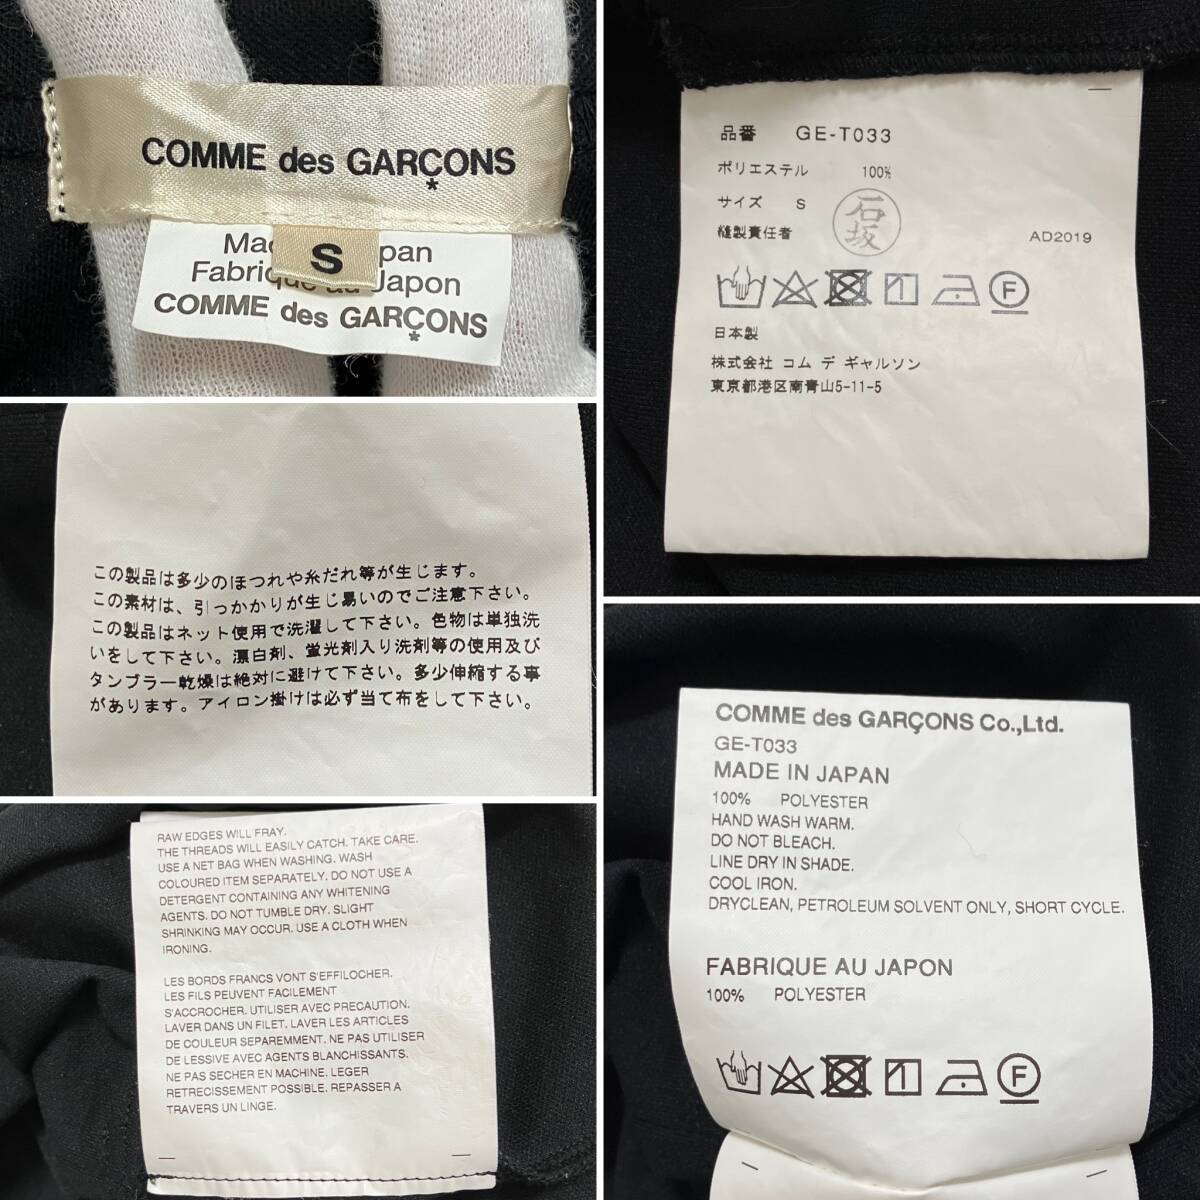 COMME des GARÇONS
*
S
Ma pan
Fabriq Japon
COMME des GARÇONS
*
品番 GE-T033
ポリエステル 100%
サイズ S
縫製責任者 石坂 AD2019
日本製
株式会社 コム デ ギャルソン
東京都港区南青山5-11-5
この製品は多少のほつれや糸だれ等が生じます。
この素材は、引っかかりが生じ易いのでご注意下さい。
この製品はネット使用で洗濯して下さい。色物は単独洗
いをして下さい。漂白剤、蛍光剤入り洗剤等の使用及び
タンブラー乾燥は絶対に避けて下さい。多少伸縮する事
があります。アイロン掛けは必ず当て布をして下さい。
RAW EDGES WILL FRAY.
THE THREADS WILL EASILY CATCH. TAKE CARE.
USE A NET BAG WHEN WASHING. WASH
COLOURED ITEM SEPARATELY. DO NOT USE A
DETERGENT CONTAINING ANY WHITENING
AGENTS. DO NOT TUMBLE DRY. SLIGHT
SHRINKING MAY OCCUR. USE A CLOTH WHEN
IRONING.
LES BORDS FRANCS VONT S'EFFILOCHER.
LES FILS PEUVENT FACILEMENT
S'ACCROCHER. UTILISER AVEC PRECAUTION.
LAVER DANS UN FILET. LAVER LES ARTICLES
DE COULEUR SEPAREMMENT. NE PAS UTILISER
DE LESSIVE AVEC AGENTS BLANCHISSANTS.
NE PAS SECHER EN MACHINE. LEGER
RETRECISSEMENT POSSIBLE. REPASSER A
TRAVERS UN LINGE.
COMME des GARÇONS Co.,Ltd.
GE-T033
MADE IN JAPAN
100% POLYESTER
HAND WASH WARM.
DO NOT BLEACH.
LINE DRY IN SHADE.
COOL IRON.
DRYCLEAN, PETROLEUM SOLVENT ONLY, SHORT CYCLE.
FABRIQUE AU JAPON
100% POLYESTER
F
F